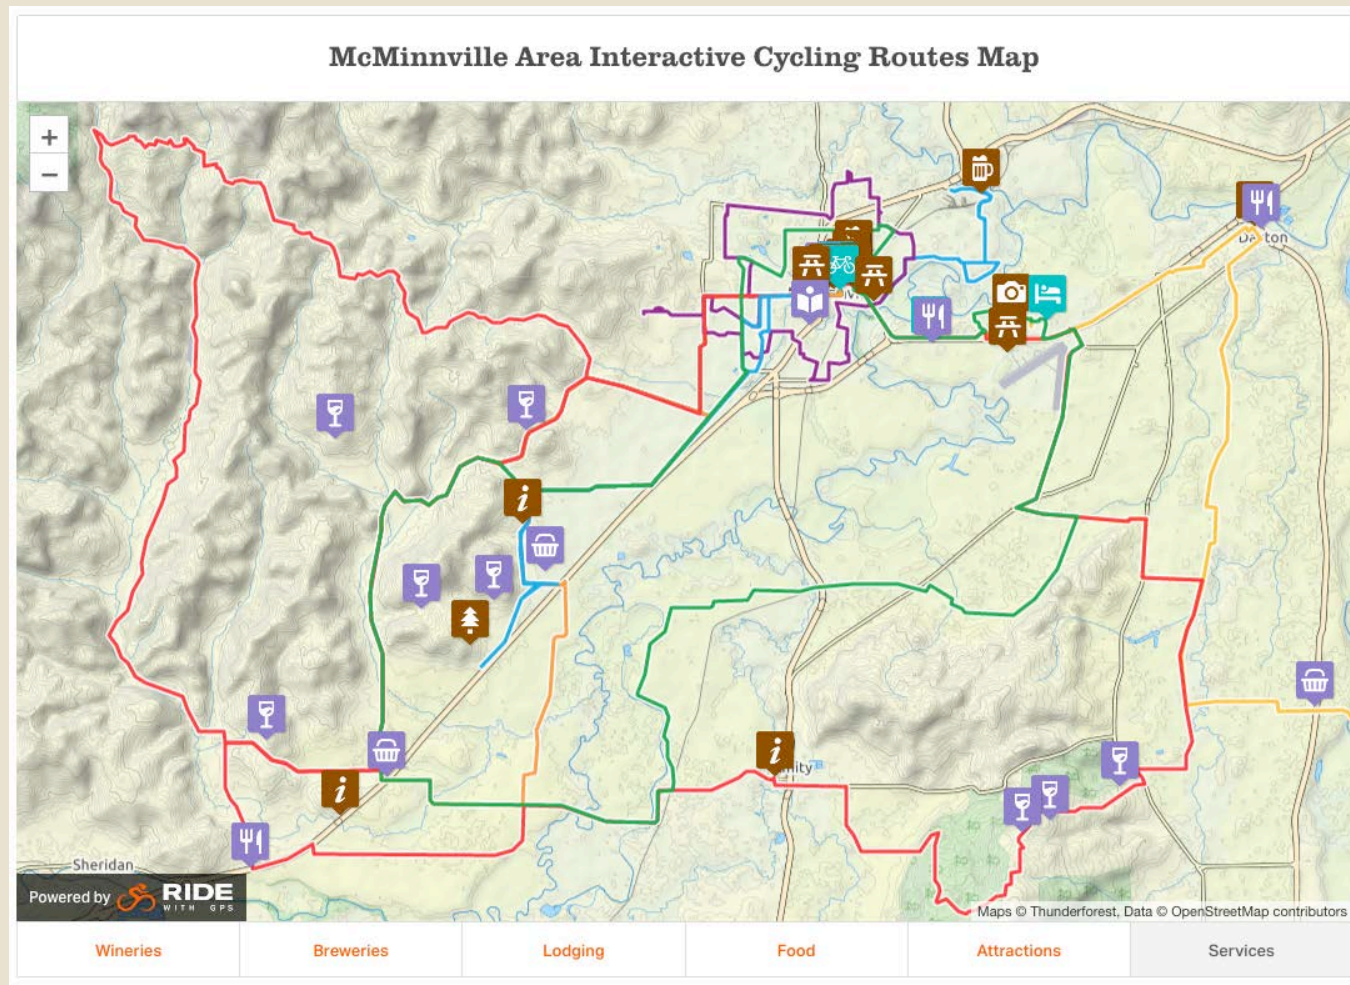 McMinnville Area Interactive Cycling Routes Map
+
−
Sheridan
Powered by RIDE
WITH GPS
Maps © Thunderforest, Data © OpenStreetMap contributors
Wineries
Breweries
Lodging
Food
Attractions
Services